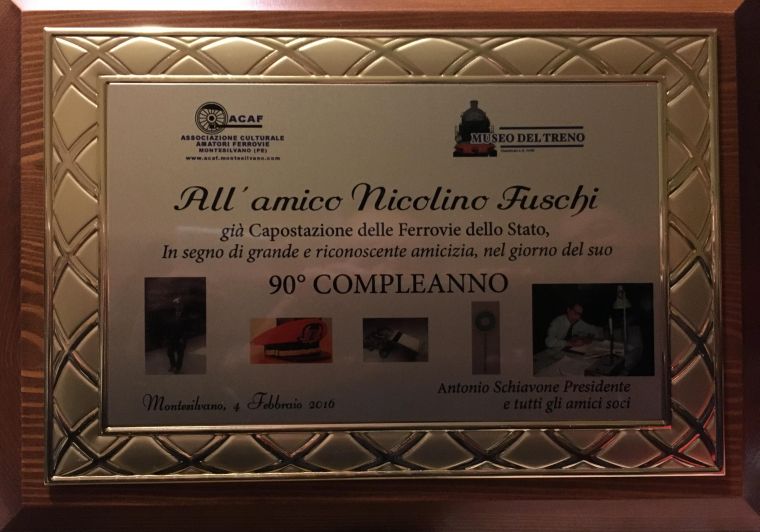 ACAF
ASSOCIAZIONE CULTURALE
AMATORI FERROVIE
MONTESILVANO (PE)
www.acaf.montesilvano.com
MUSEO DEL TRENO
All'amico Nicolino Fuschi
già Capostazione delle Ferrovie dello Stato,
In segno di grande e riconoscente amicizia, nel giorno del suo
90° COMPLEANNO
Montesilvano, 4 Febbraio 2016
Antonio Schiavone Presidente
e tutti gli amici soci